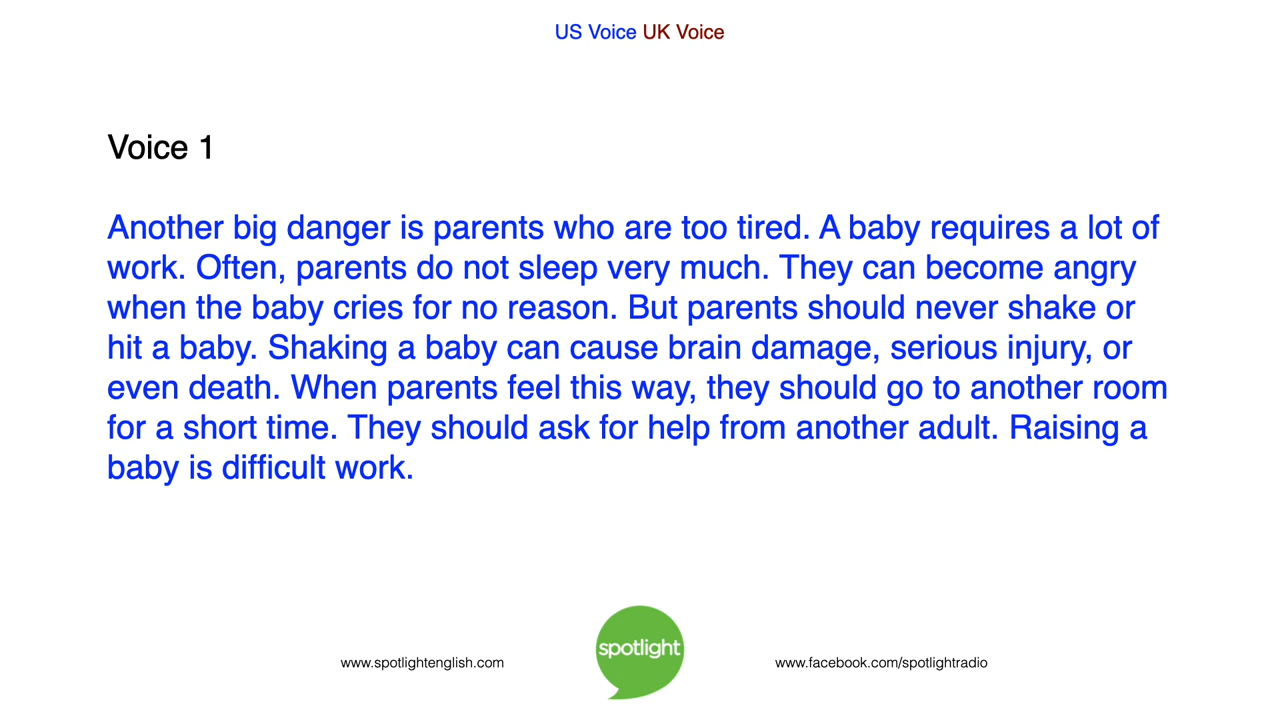 US Voice UK Voice
Voice 1
Another big danger is parents who are too tired. A baby requires a lot of
work. Often, parents do not sleep very much. They can become angry
when the baby cries for no reason. But parents should never shake or
hit a baby. Shaking a baby can cause brain damage, serious injury, or
even death. When parents feel this way, they should go to another room
for a short time. They should ask for help from another adult. Raising a
baby is difficult work.
spotlight
www.spotlightenglish.com
www.facebook.com/spotlightradio